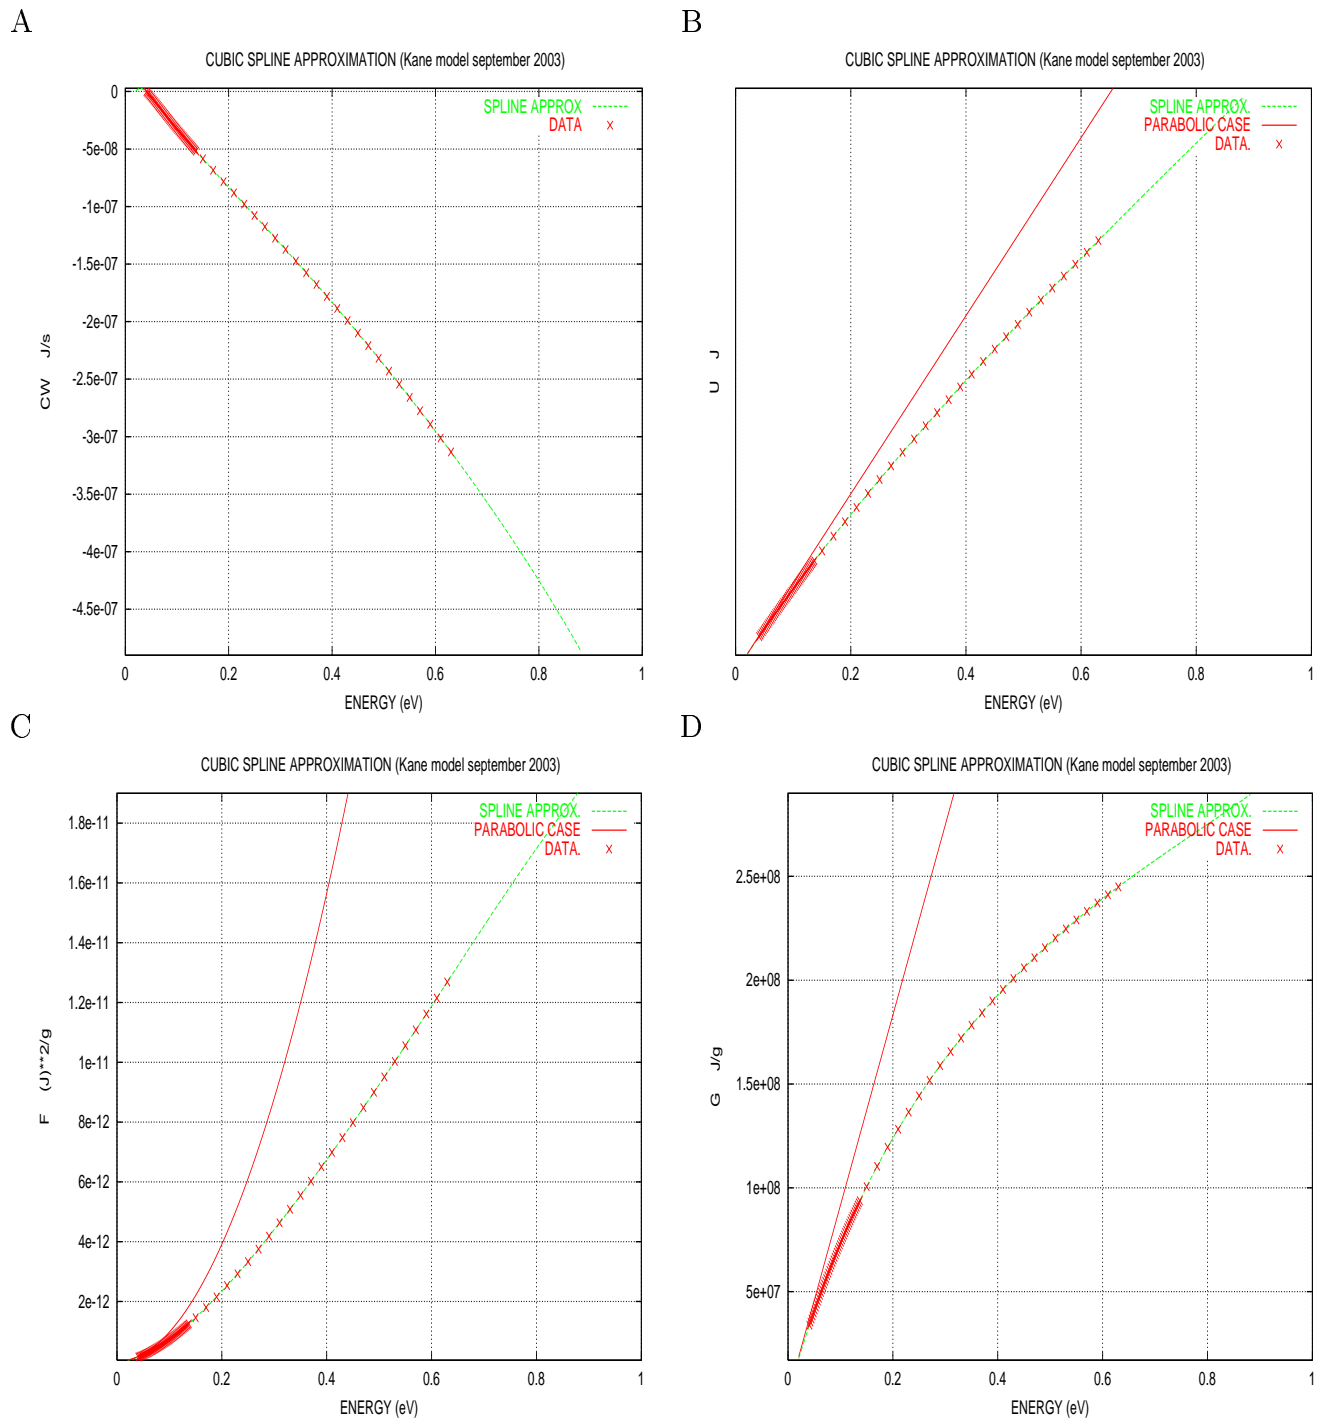 A
CUBIC SPLINE APPROXIMATION (Kane model september 2003)
SPLINE APPROX
DATA
0
-5e-08
-1e-07
-1.5e-07
-2e-07
-2.5e-07
-3e-07
-3.5e-07
-4e-07
-4.5e-07
CW J/s
0 0.2 0.4 0.6 0.8 1
ENERGY (eV)
B
CUBIC SPLINE APPROXIMATION (Kane model september 2003)
SPLINE APPROX.
PARABOLIC CASE
DATA.
U J
0 0.2 0.4 0.6 0.8 1
ENERGY (eV)
C
CUBIC SPLINE APPROXIMATION (Kane model september 2003)
SPLINE APPROX.
PARABOLIC CASE
DATA.
1.8e-11
1.6e-11
1.4e-11
1.2e-11
1e-11
8e-12
6e-12
4e-12
2e-12
F (J)**2/g
0 0.2 0.4 0.6 0.8 1
ENERGY (eV)
D
CUBIC SPLINE APPROXIMATION (Kane model september 2003)
SPLINE APPROX.
PARABOLIC CASE
DATA.
2.5e+08
2e+08
1.5e+08
1e+08
5e+07
G J/g
0 0.2 0.4 0.6 0.8 1
ENERGY (eV)